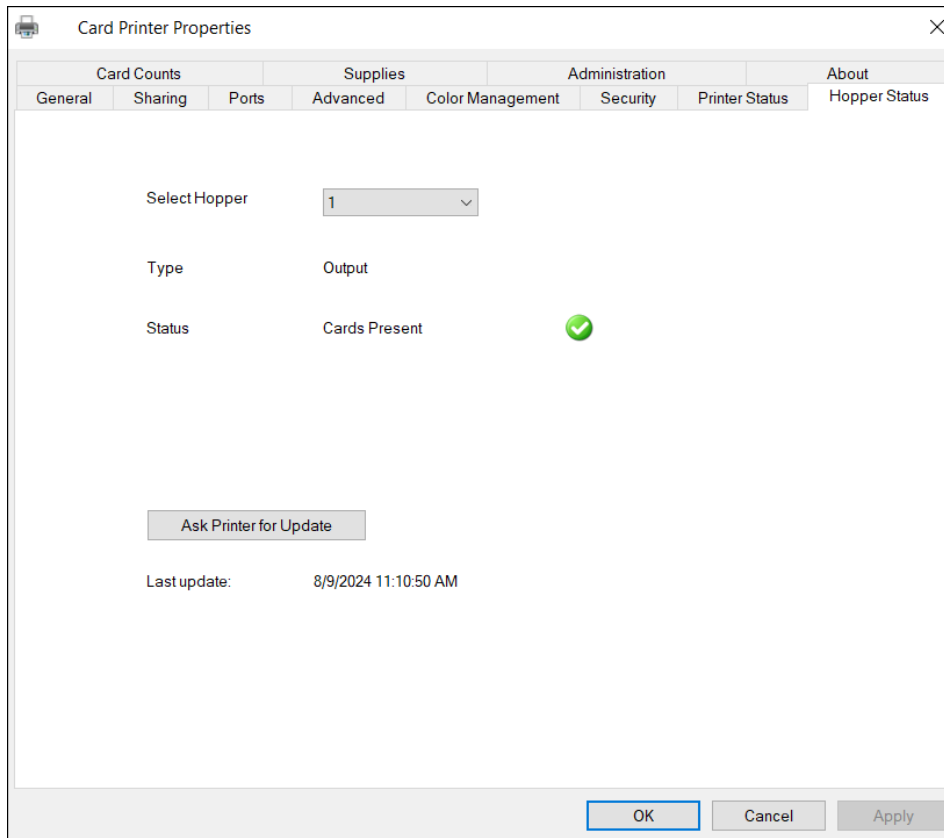 Card Printer Properties
Card Counts Supplies Administration About
General Sharing Ports Advanced Color Management Security Printer Status Hopper Status
Select Hopper 1
Type Output
Status Cards Present
Ask Printer for Update
Last update: 8/9/2024 11:10:50 AM
OK Cancel Apply